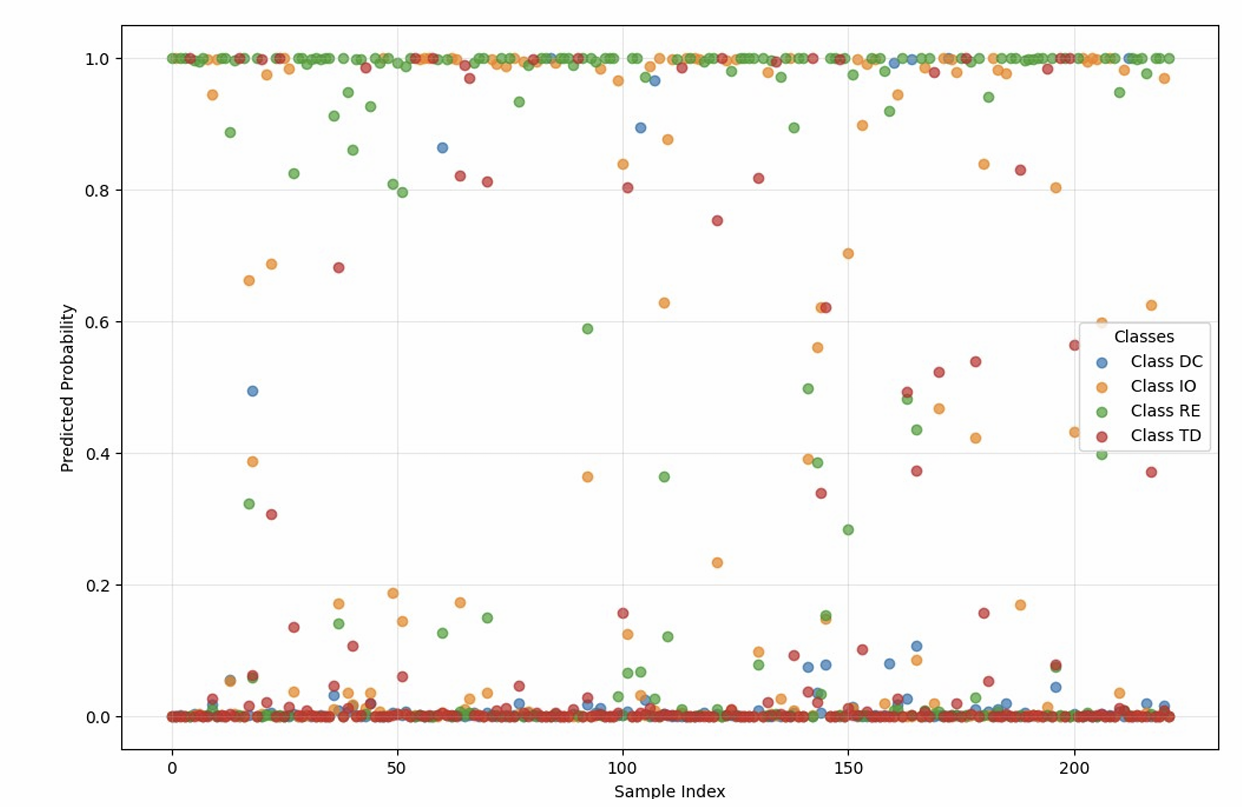 1.0
0.8
0.6
0.4
0.2
0.0
Predicted Probability
Classes
Class DC
Class IO
Class RE
Class TD
0 50 100 150 200
Sample Index